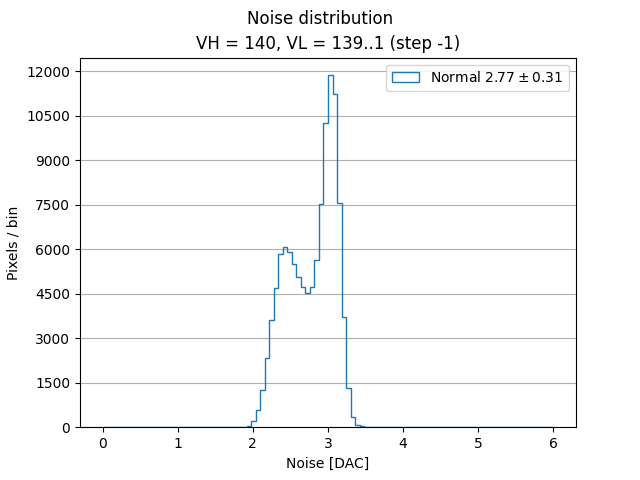 Noise distribution
VH = 140, VL = 139..1 (step -1)
Normal 2.77 ± 0.31
12000
10500
9000
7500
6000
4500
3000
1500
0
Pixels / bin
0 1 2 3 4 5 6
Noise [DAC]